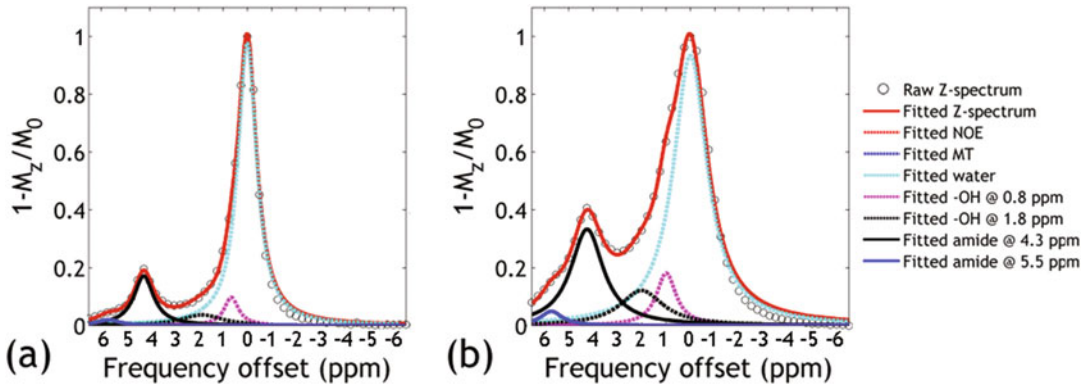 1-Mz/M0
1
0.8
0.6
0.4
0.2
0
6 5 4 3 2 1 0 -1 -2 -3 -4 -5 -6
Frequency offset (ppm)
(a)
1-Mz/M0
1
0.8
0.6
0.4
0.2
0
6 5 4 3 2 1 0 -1 -2 -3 -4 -5 -6
Frequency offset (ppm)
(b)
Raw Z-spectrum
Fitted Z-spectrum
Fitted NOE
Fitted MT
Fitted water
Fitted -OH @ 0.8 ppm
Fitted -OH @ 1.8 ppm
Fitted amide @ 4.3 ppm
Fitted amide @ 5.5 ppm